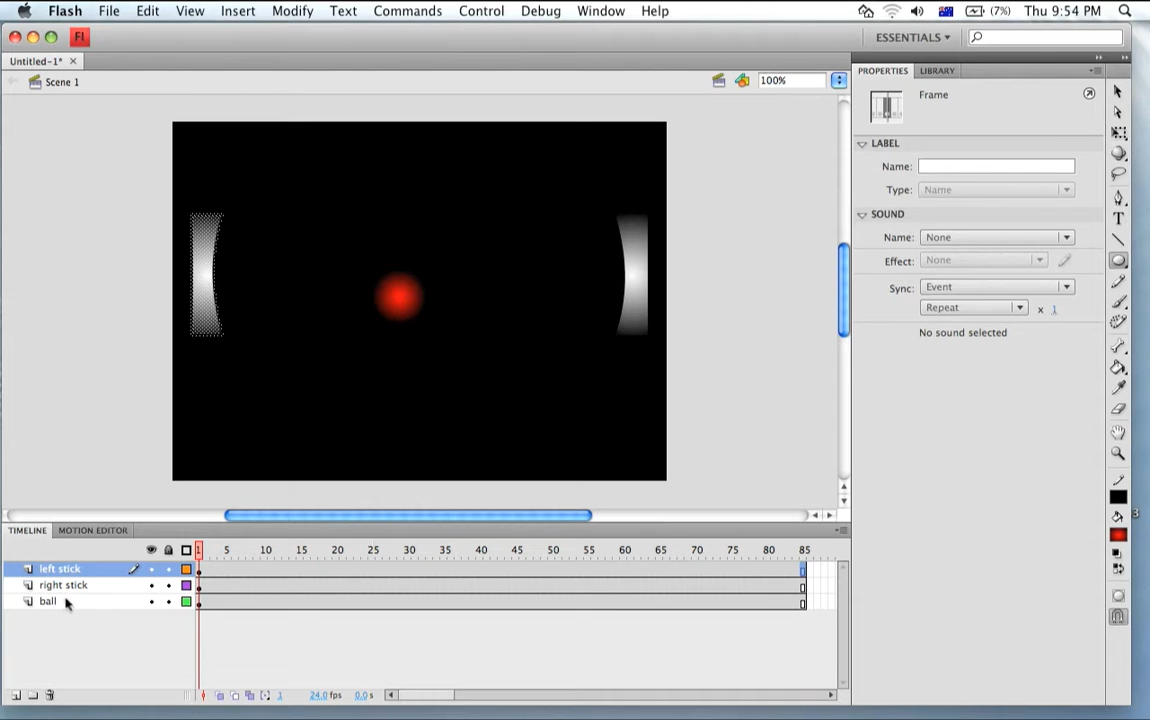 Flash File Edit View Insert Modify Text Commands Control Debug Window Help (7%) Thu 9:54 PM
Fl ESSENTIALS
Untitled-1*
Scene 1 100%
PROPERTIES LIBRARY
Frame
LABEL
Name:
Type: Name
SOUND
Name: None
Effect: None
Sync: Event
Repeat x 1
No sound selected
T
3
TIMELINE MOTION EDITOR
1 5 10 15 20 25 30 35 40 45 50 55 60 65 70 75 80 85
left stick
right stick
ball
1 24.0 fps 0.0 s